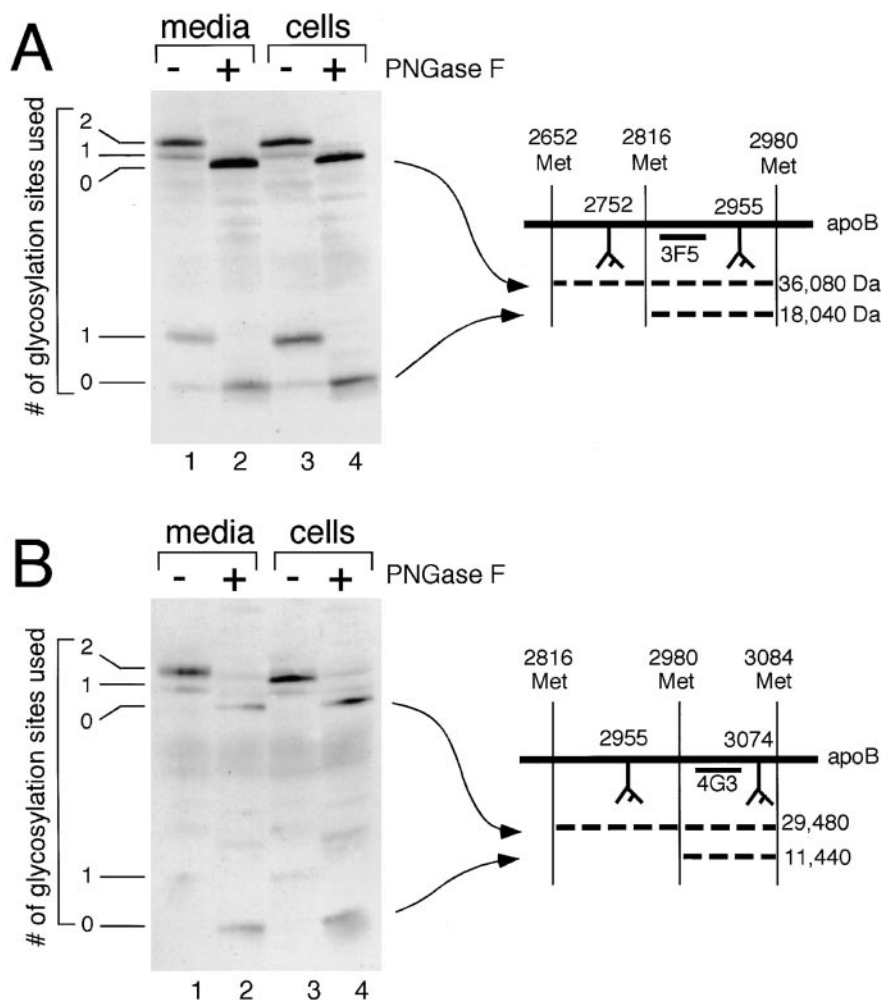 A
media cells
- + - + PNGase F
# of glycosylation sites used
2
1
0
1
0
1 2 3 4
2652 2816 2980
Met Met Met
2752 2955
apoB
3F5
36,080 Da
18,040 Da
B
media cells
- + - + PNGase F
# of glycosylation sites used
2
1
0
1
0
1 2 3 4
2816 2980 3084
Met Met Met
2955 3074
apoB
4G3
29,480
11,440